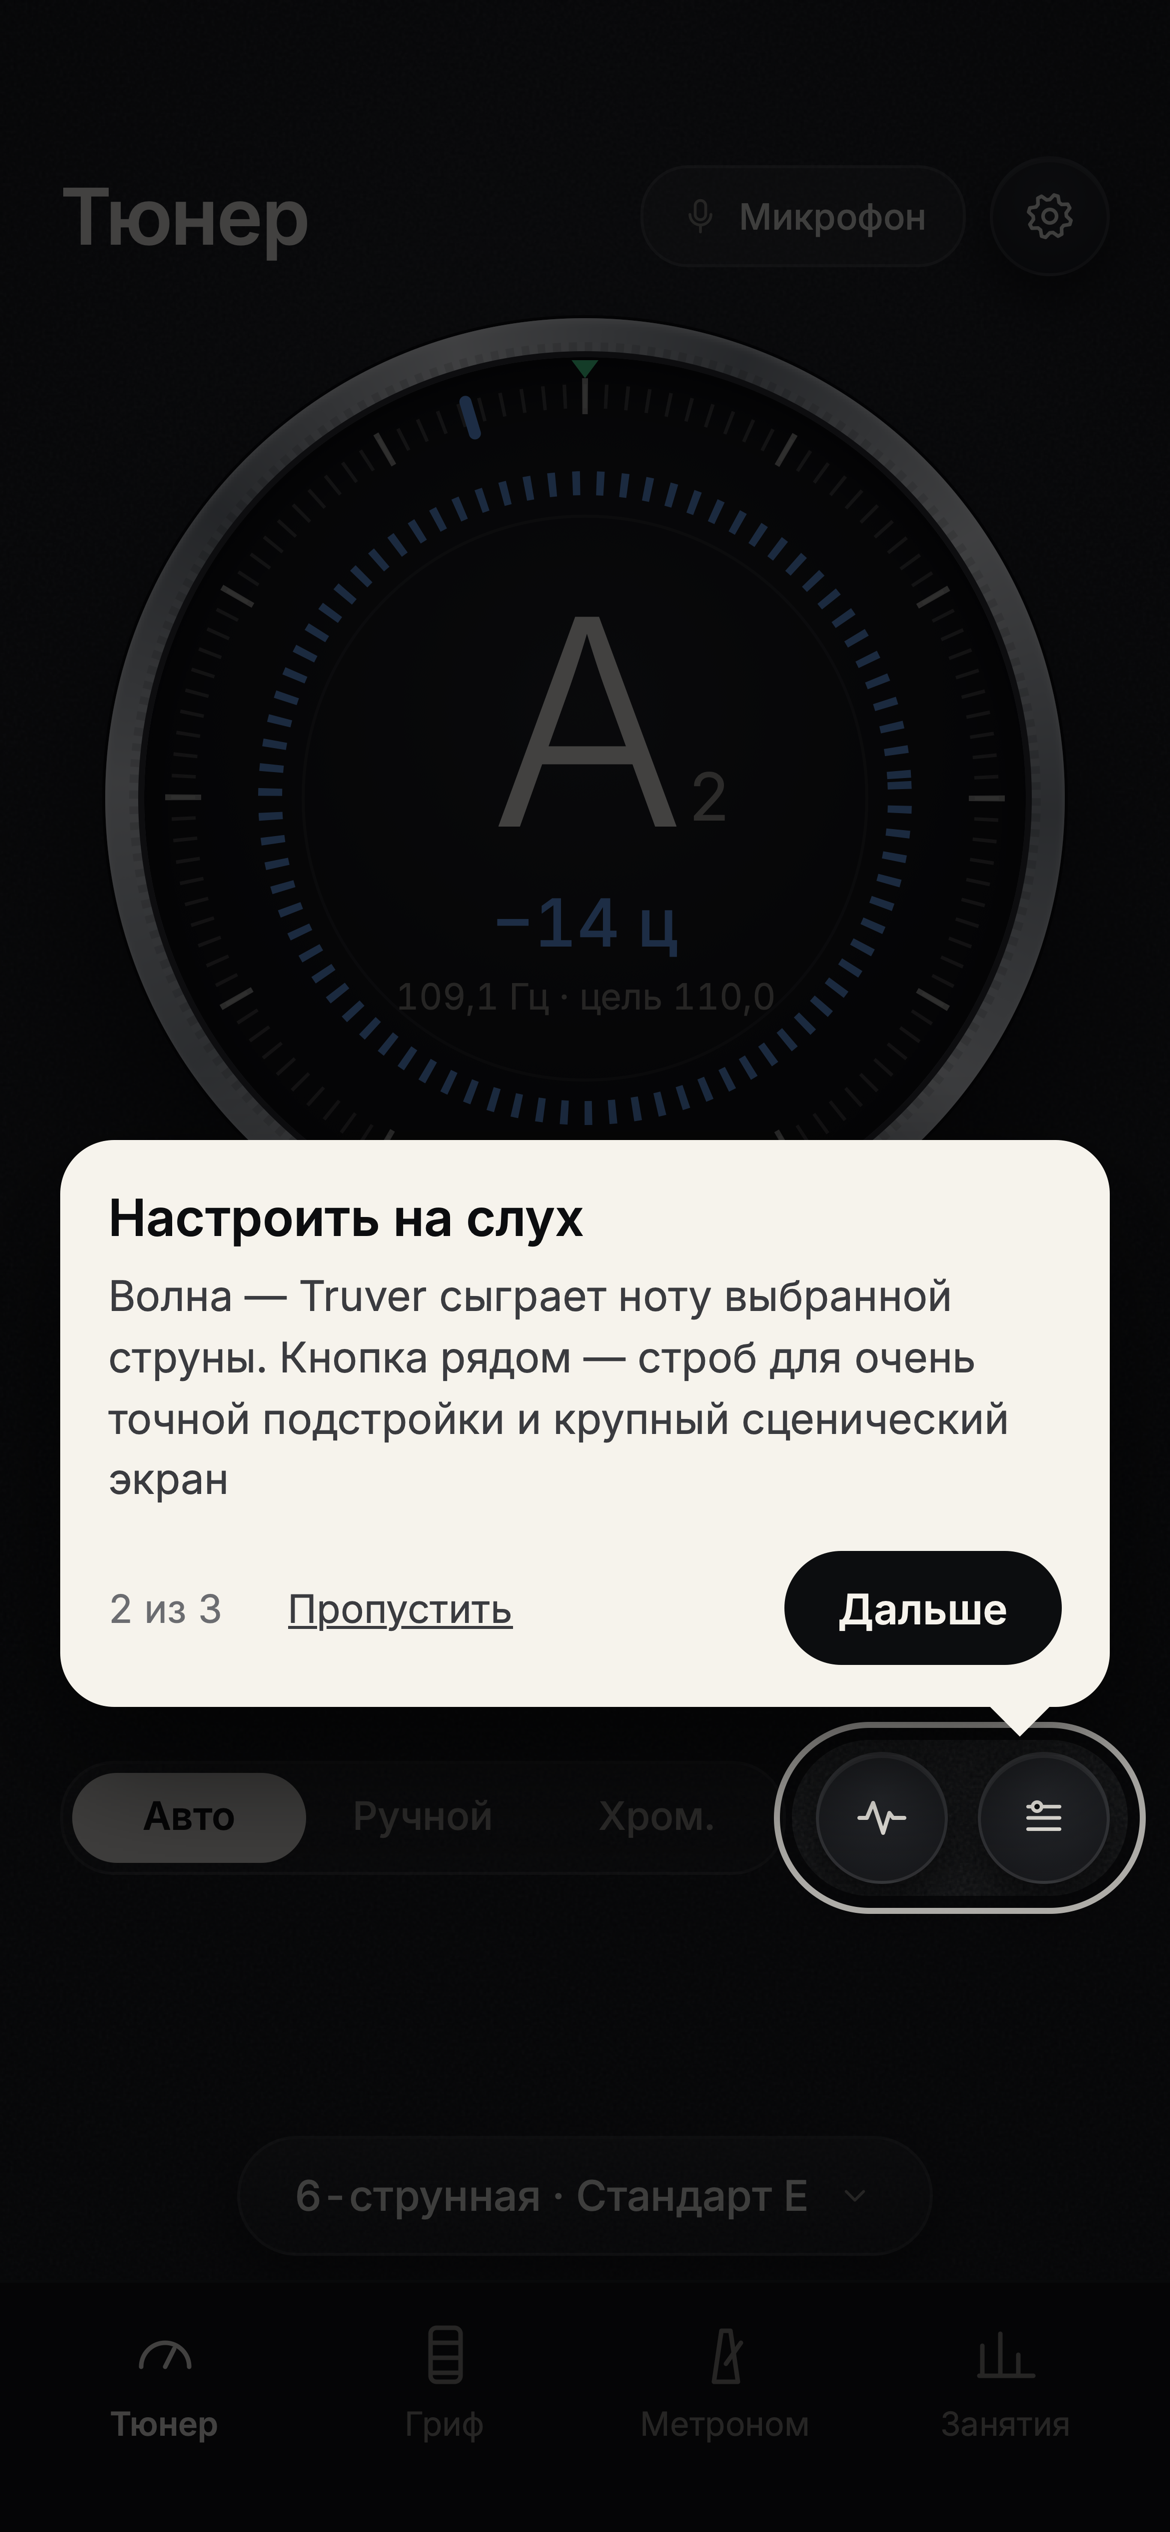 Тюнер
Микрофон
A2
−14 ц
109,1 Гц · цель 110,0
Настроить на слух
Волна — Truver сыграет ноту выбранной
струны. Кнопка рядом — строб для очень
точной подстройки и крупный сценический
экран
2 из 3
Пропустить
Дальше
Авто
Ручной
Хром.
6-струнная · Стандарт E
Тюнер
Гриф
Метроном
Занятия